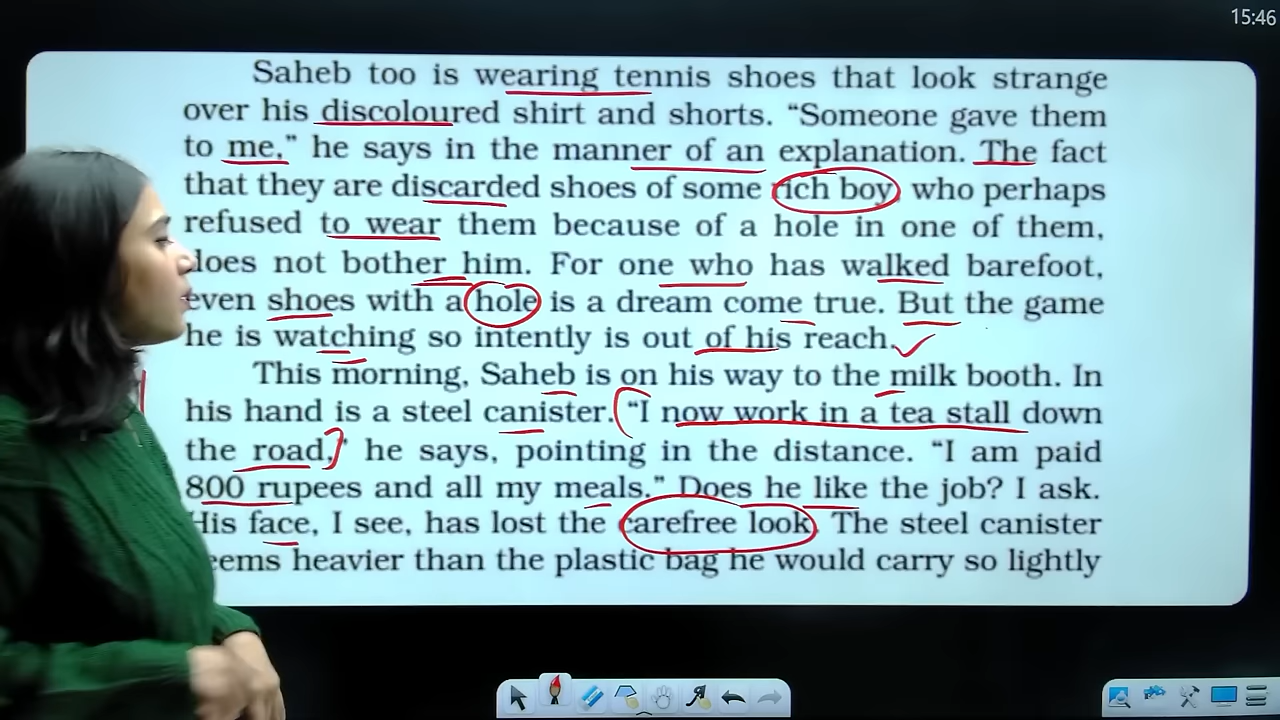 15:46
Saheb too is wearing tennis shoes that look strange
over his discoloured shirt and shorts. “Someone gave them
to me,” he says in the manner of an explanation. The fact
that they are discarded shoes of some rich boy, who perhaps
refused to wear them because of a hole in one of them,
does not bother him. For one who has walked barefoot,
even shoes with a hole is a dream come true. But the game
he is watching so intently is out of his reach.
This morning, Saheb is on his way to the milk booth. In
his hand is a steel canister. “I now work in a tea stall down
the road,” he says, pointing in the distance. “I am paid
800 rupees and all my meals.” Does he like the job? I ask.
His face, I see, has lost the carefree look. The steel canister
seems heavier than the plastic bag he would carry so lightly